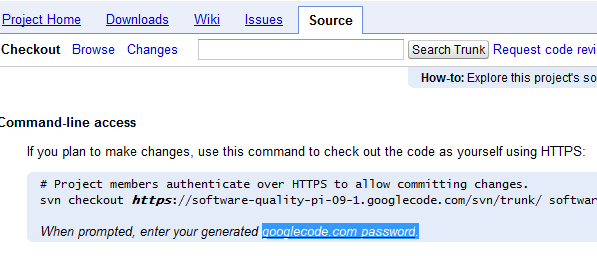 Project Home Downloads Wiki Issues Source
Checkout Browse Changes Search Trunk Request code revi
How-to: Explore this project's so
Command-line access
If you plan to make changes, use this command to check out the code as yourself using HTTPS:
# Project members authenticate over HTTPS to allow committing changes.
svn checkout https://software-quality-pi-09-1.googlecode.com/svn/trunk/ softwa
When prompted, enter your generated googlecode.com password.